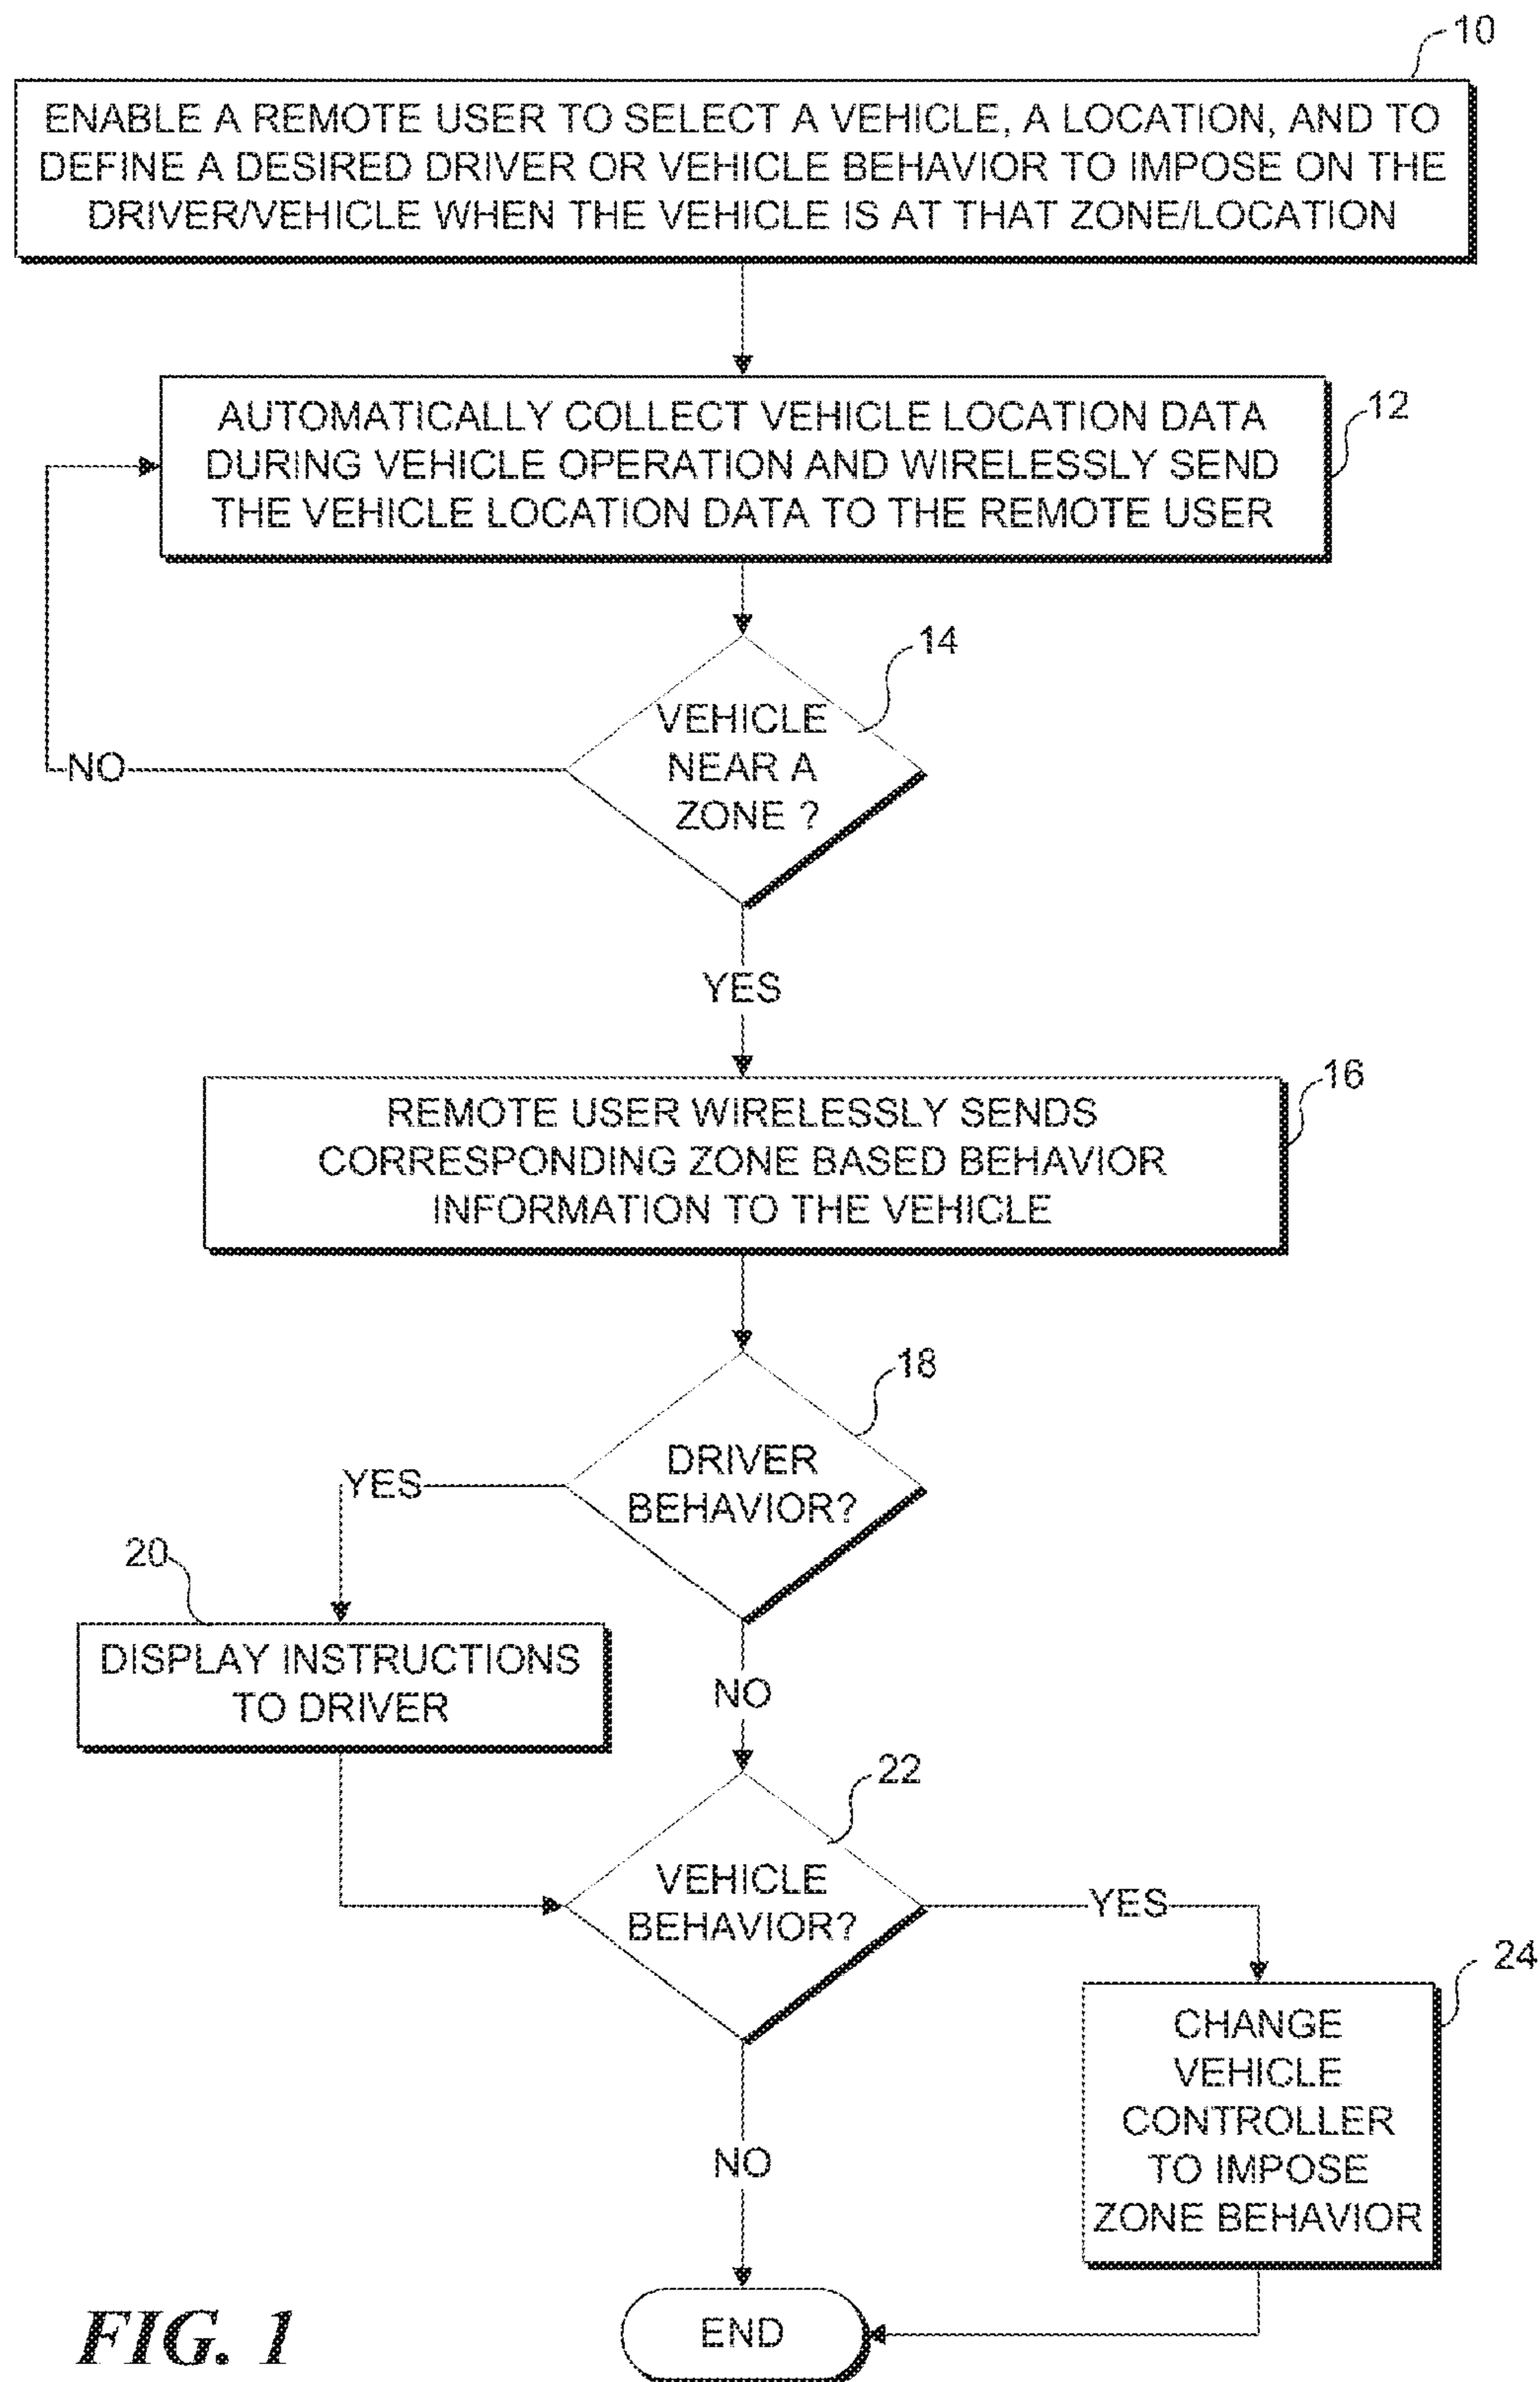 10
ENABLE A REMOTE USER TO SELECT A VEHICLE, A LOCATION, AND TO
DEFINE A DESIRED DRIVER OR VEHICLE BEHAVIOR TO IMPOSE ON THE
DRIVER/VEHICLE WHEN THE VEHICLE IS AT THAT ZONE/LOCATION
12
AUTOMATICALLY COLLECT VEHICLE LOCATION DATA
DURING VEHICLE OPERATION AND WIRELESSLY SEND
THE VEHICLE LOCATION DATA TO THE REMOTE USER
14
VEHICLE
NEAR A
ZONE ?
NO
YES
16
REMOTE USER WIRELESSLY SENDS
CORRESPONDING ZONE BASED BEHAVIOR
INFORMATION TO THE VEHICLE
18
DRIVER
BEHAVIOR?
YES
20
DISPLAY INSTRUCTIONS
TO DRIVER
NO
22
VEHICLE
BEHAVIOR?
YES
24
CHANGE
VEHICLE
CONTROLLER
TO IMPOSE
ZONE BEHAVIOR
NO
END
FIG. 1